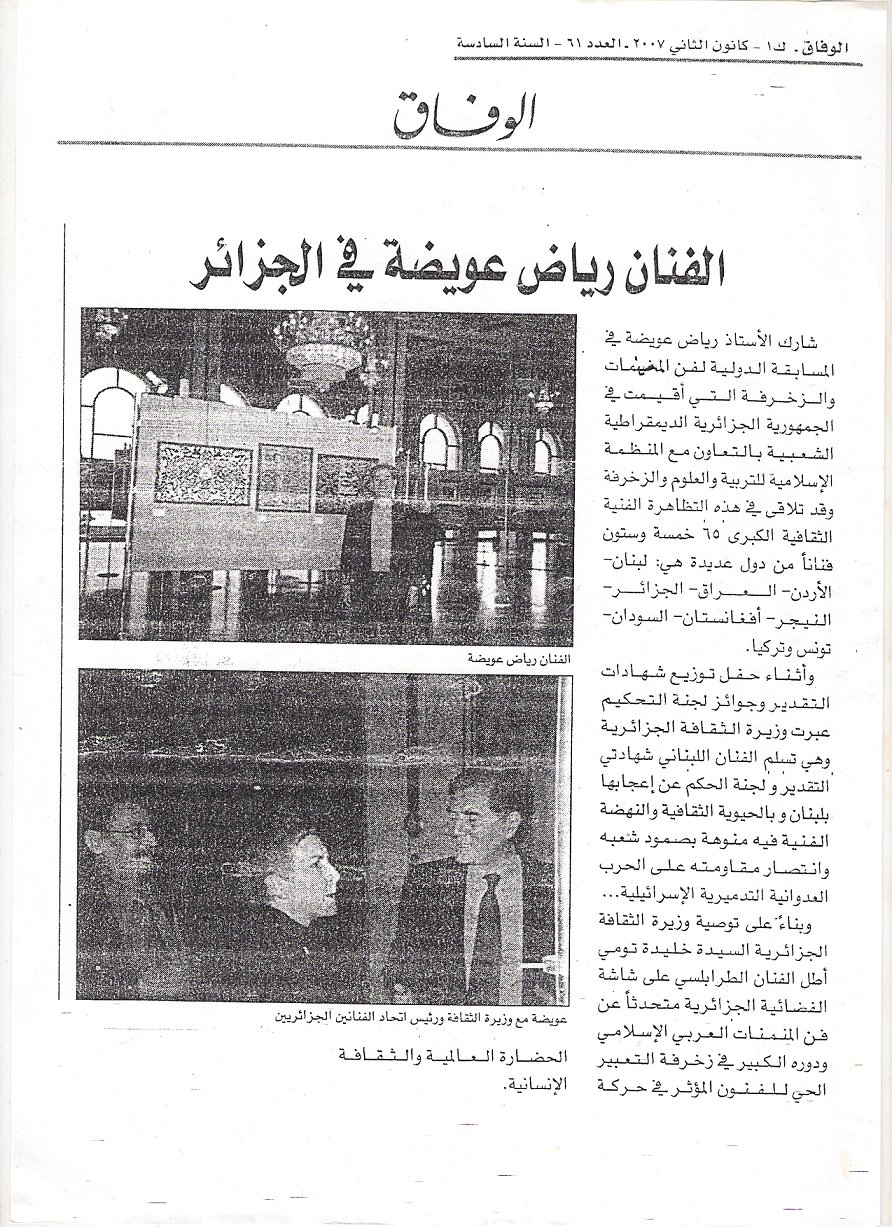 الوفاق - ك١ - كانون الثاني ٢٠٠٧ - العدد ٦١ - السنة السادسة
الوفاق
الفنان رياض عويضة في الجزائر
شارك الأستاذ رياض عويضة في
المسابقة الدولية لفن المنمنمات
والزخرفة التي أقيمت في
الجمهورية الجزائرية الديمقراطية
الشعبية بالتعاون مع المنظمة
الإسلامية للتربية والعلوم والزخرفة
وقد تلاقى في هذه التظاهرة الفنية
الثقافية الكبرى ٦٥ خمسة وستون
فناناً من دول عديدة هي: لبنان-
الأردن- العراق- الجزائر-
النيجر- أفغانستان- السودان-
تونس وتركيا.
وأثناء حفل توزيع شهادات
التقدير وجوائز لجنة التحكيم
عبرت وزيرة الثقافة الجزائرية
وهي تسلم الفنان اللبناني شهادتي
التقدير ولجنة الحكم عن إعجابها
بلبنان وبالحيوية الثقافية والنهضة
الفنية فيه منوهة بصمود شعبه
وانتصار مقاومته على الحرب
العدوانية التدميرية الإسرائيلية...
وبناءً على توصية وزيرة الثقافة
الجزائرية السيدة خليدة تومي
أطل الفنان الطرابلسي على شاشة
الفضائية الجزائرية متحدثاً عن
فن المنمنات العربي الإسلامي
ودوره الكبير في زخرفة التعبير
الحي للفنون المؤثر في حركة
الحضارة العالمية والثقافة
الإنسانية.
الفنان رياض عويضة
عويضة مع وزيرة الثقافة ورئيس اتحاد الفنانين الجزائريين